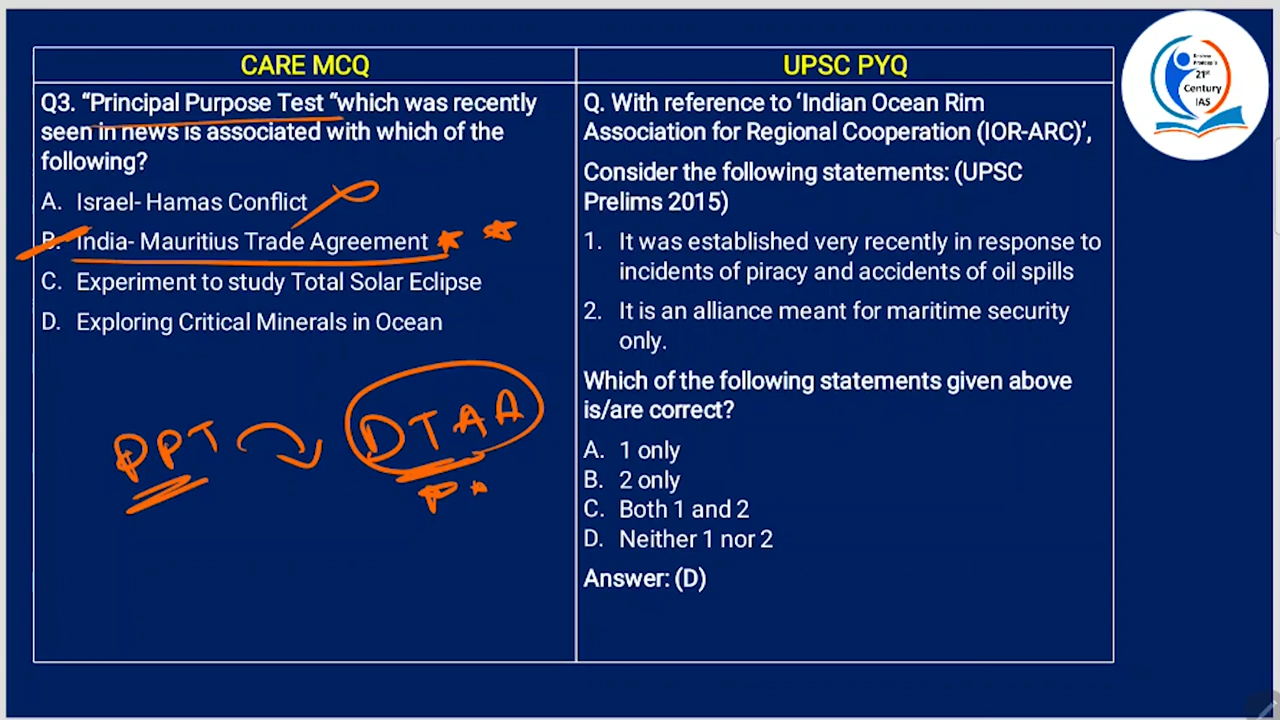 CARE MCQ
Q3. “Principal Purpose Test “which was recently
seen in news is associated with which of the
following?
A. Israel- Hamas Conflict
B. India- Mauritius Trade Agreement
C. Experiment to study Total Solar Eclipse
D. Exploring Critical Minerals in Ocean
PPT DTAA
UPSC PYQ
Q. With reference to ‘Indian Ocean Rim
Association for Regional Cooperation (IOR-ARC)’,
Consider the following statements: (UPSC
Prelims 2015)
1. It was established very recently in response to
incidents of piracy and accidents of oil spills
2. It is an alliance meant for maritime security
only.
Which of the following statements given above
is/are correct?
A. 1 only
B. 2 only
C. Both 1 and 2
D. Neither 1 nor 2
Answer: (D)
21st
Century
IAS